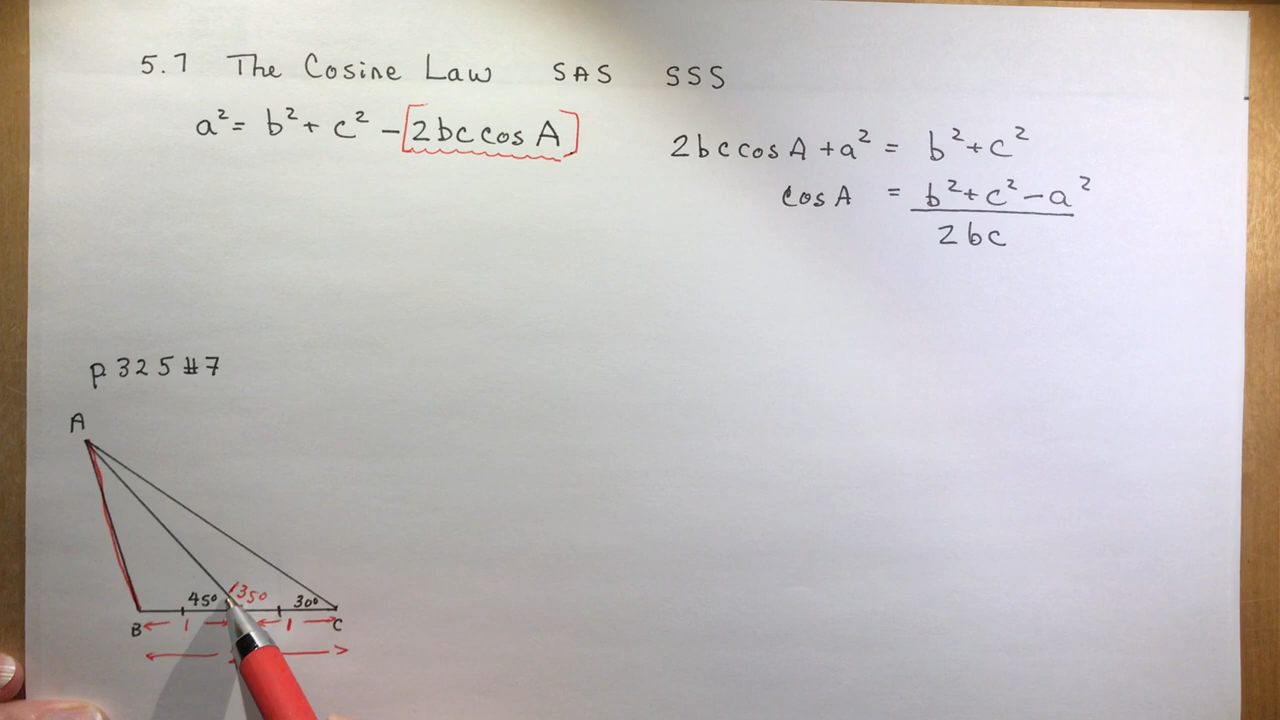 5.7 The Cosine Law SAS SSS
a² = b² + c² - [2bc cos A]
2bc cos A + a² = b² + c²
cos A = b² + c² - a²
2bc
p 325 #7
A
45° 135° 30°
B 1 1 C